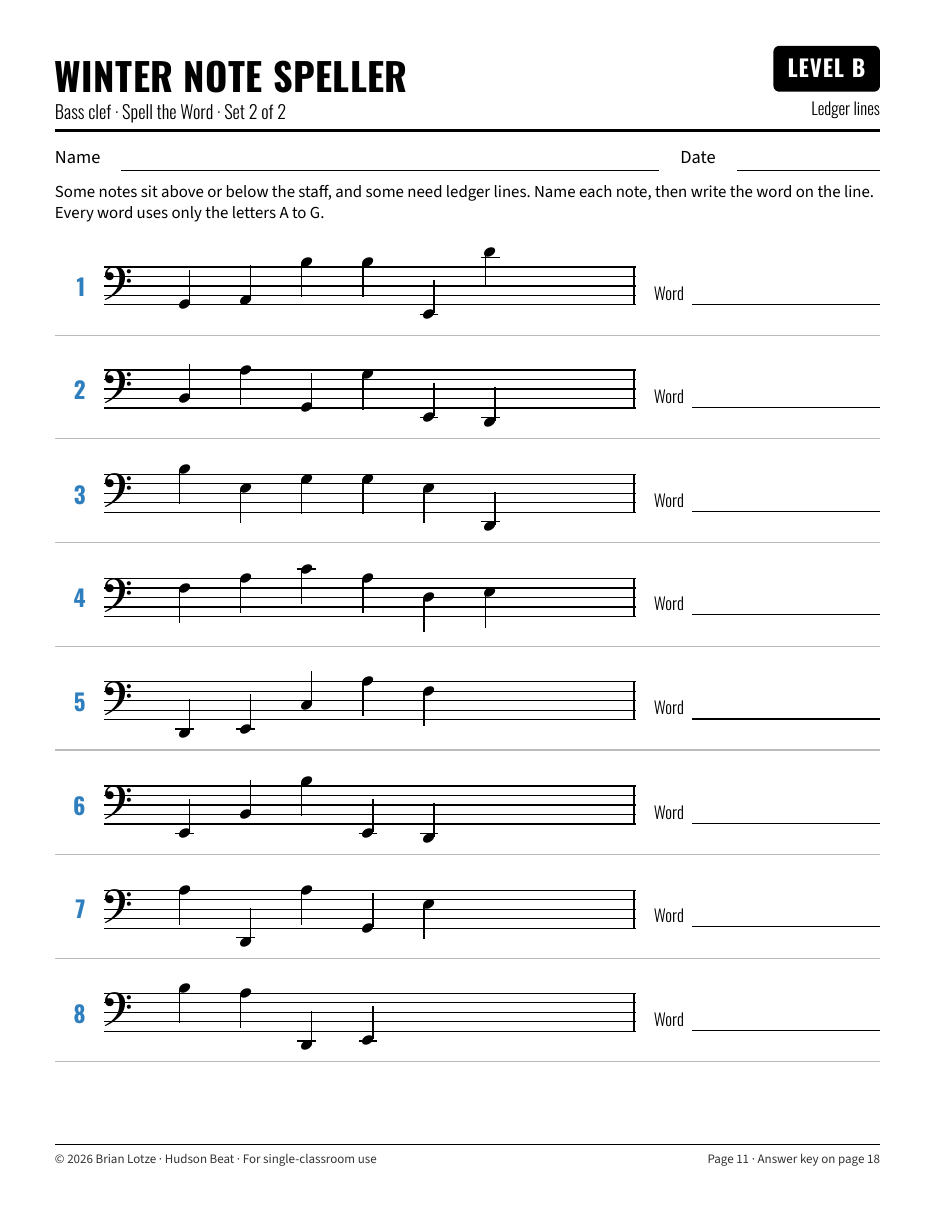 WINTER NOTE SPELLER
LEVEL B
Bass clef · Spell the Word · Set 2 of 2
Ledger lines
Name
Date
Some notes sit above or below the staff, and some need ledger lines. Name each note, then write the word on the line.
Every word uses only the letters A to G.
1 Word
2 Word
3 Word
4 Word
5 Word
6 Word
7 Word
8 Word
© 2026 Brian Lotze · Hudson Beat · For single-classroom use
Page 11 · Answer key on page 18